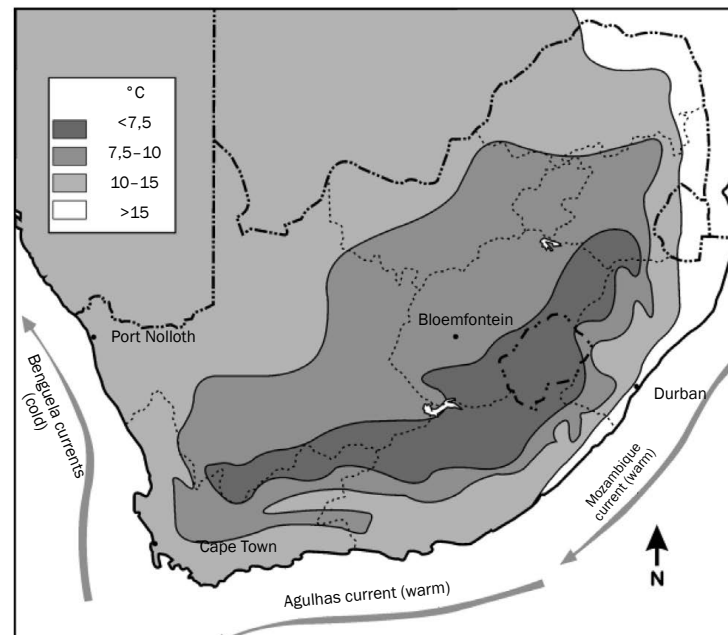 °C
<7,5
7,5–10
10–15
>15
Port Nolloth
Bloemfontein
Durban
Cape Town
Benguela currents
(cold)
Mozambique
current (warm)
Agulhas current (warm)
N